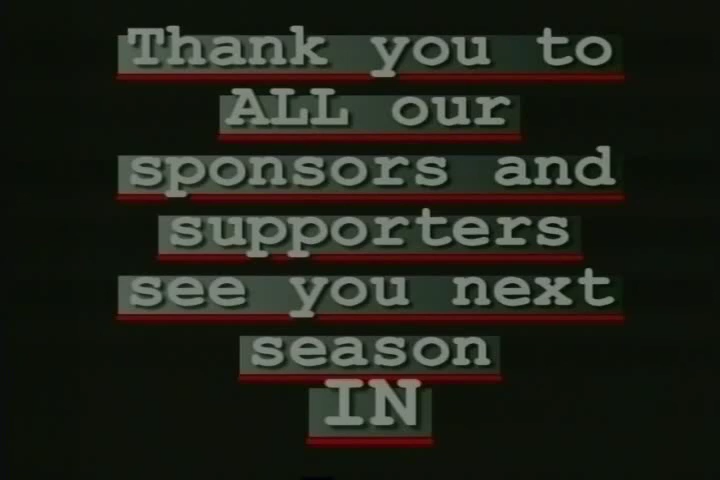 Thank you to
ALL our
sponsors and
supporters
see you next
season
IN